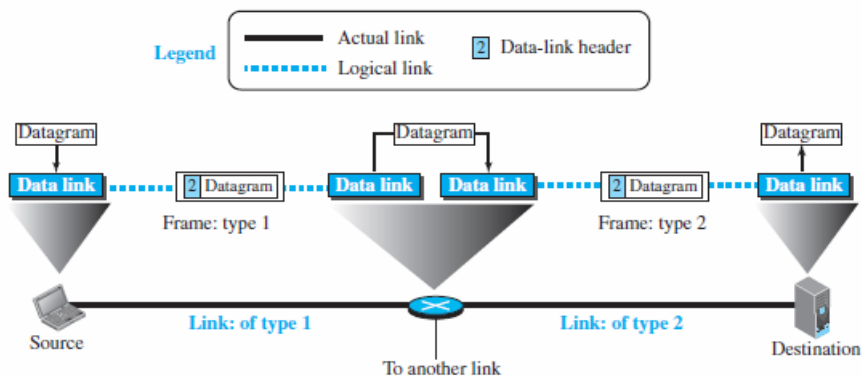 Legend
Actual link
Logical link
2 Data-link header
Datagram
Datagram
Datagram
Data link
2 Datagram
Data link
Data link
2 Datagram
Data link
Frame: type 1
Frame: type 2
Link: of type 1
Link: of type 2
Source
Destination
To another link